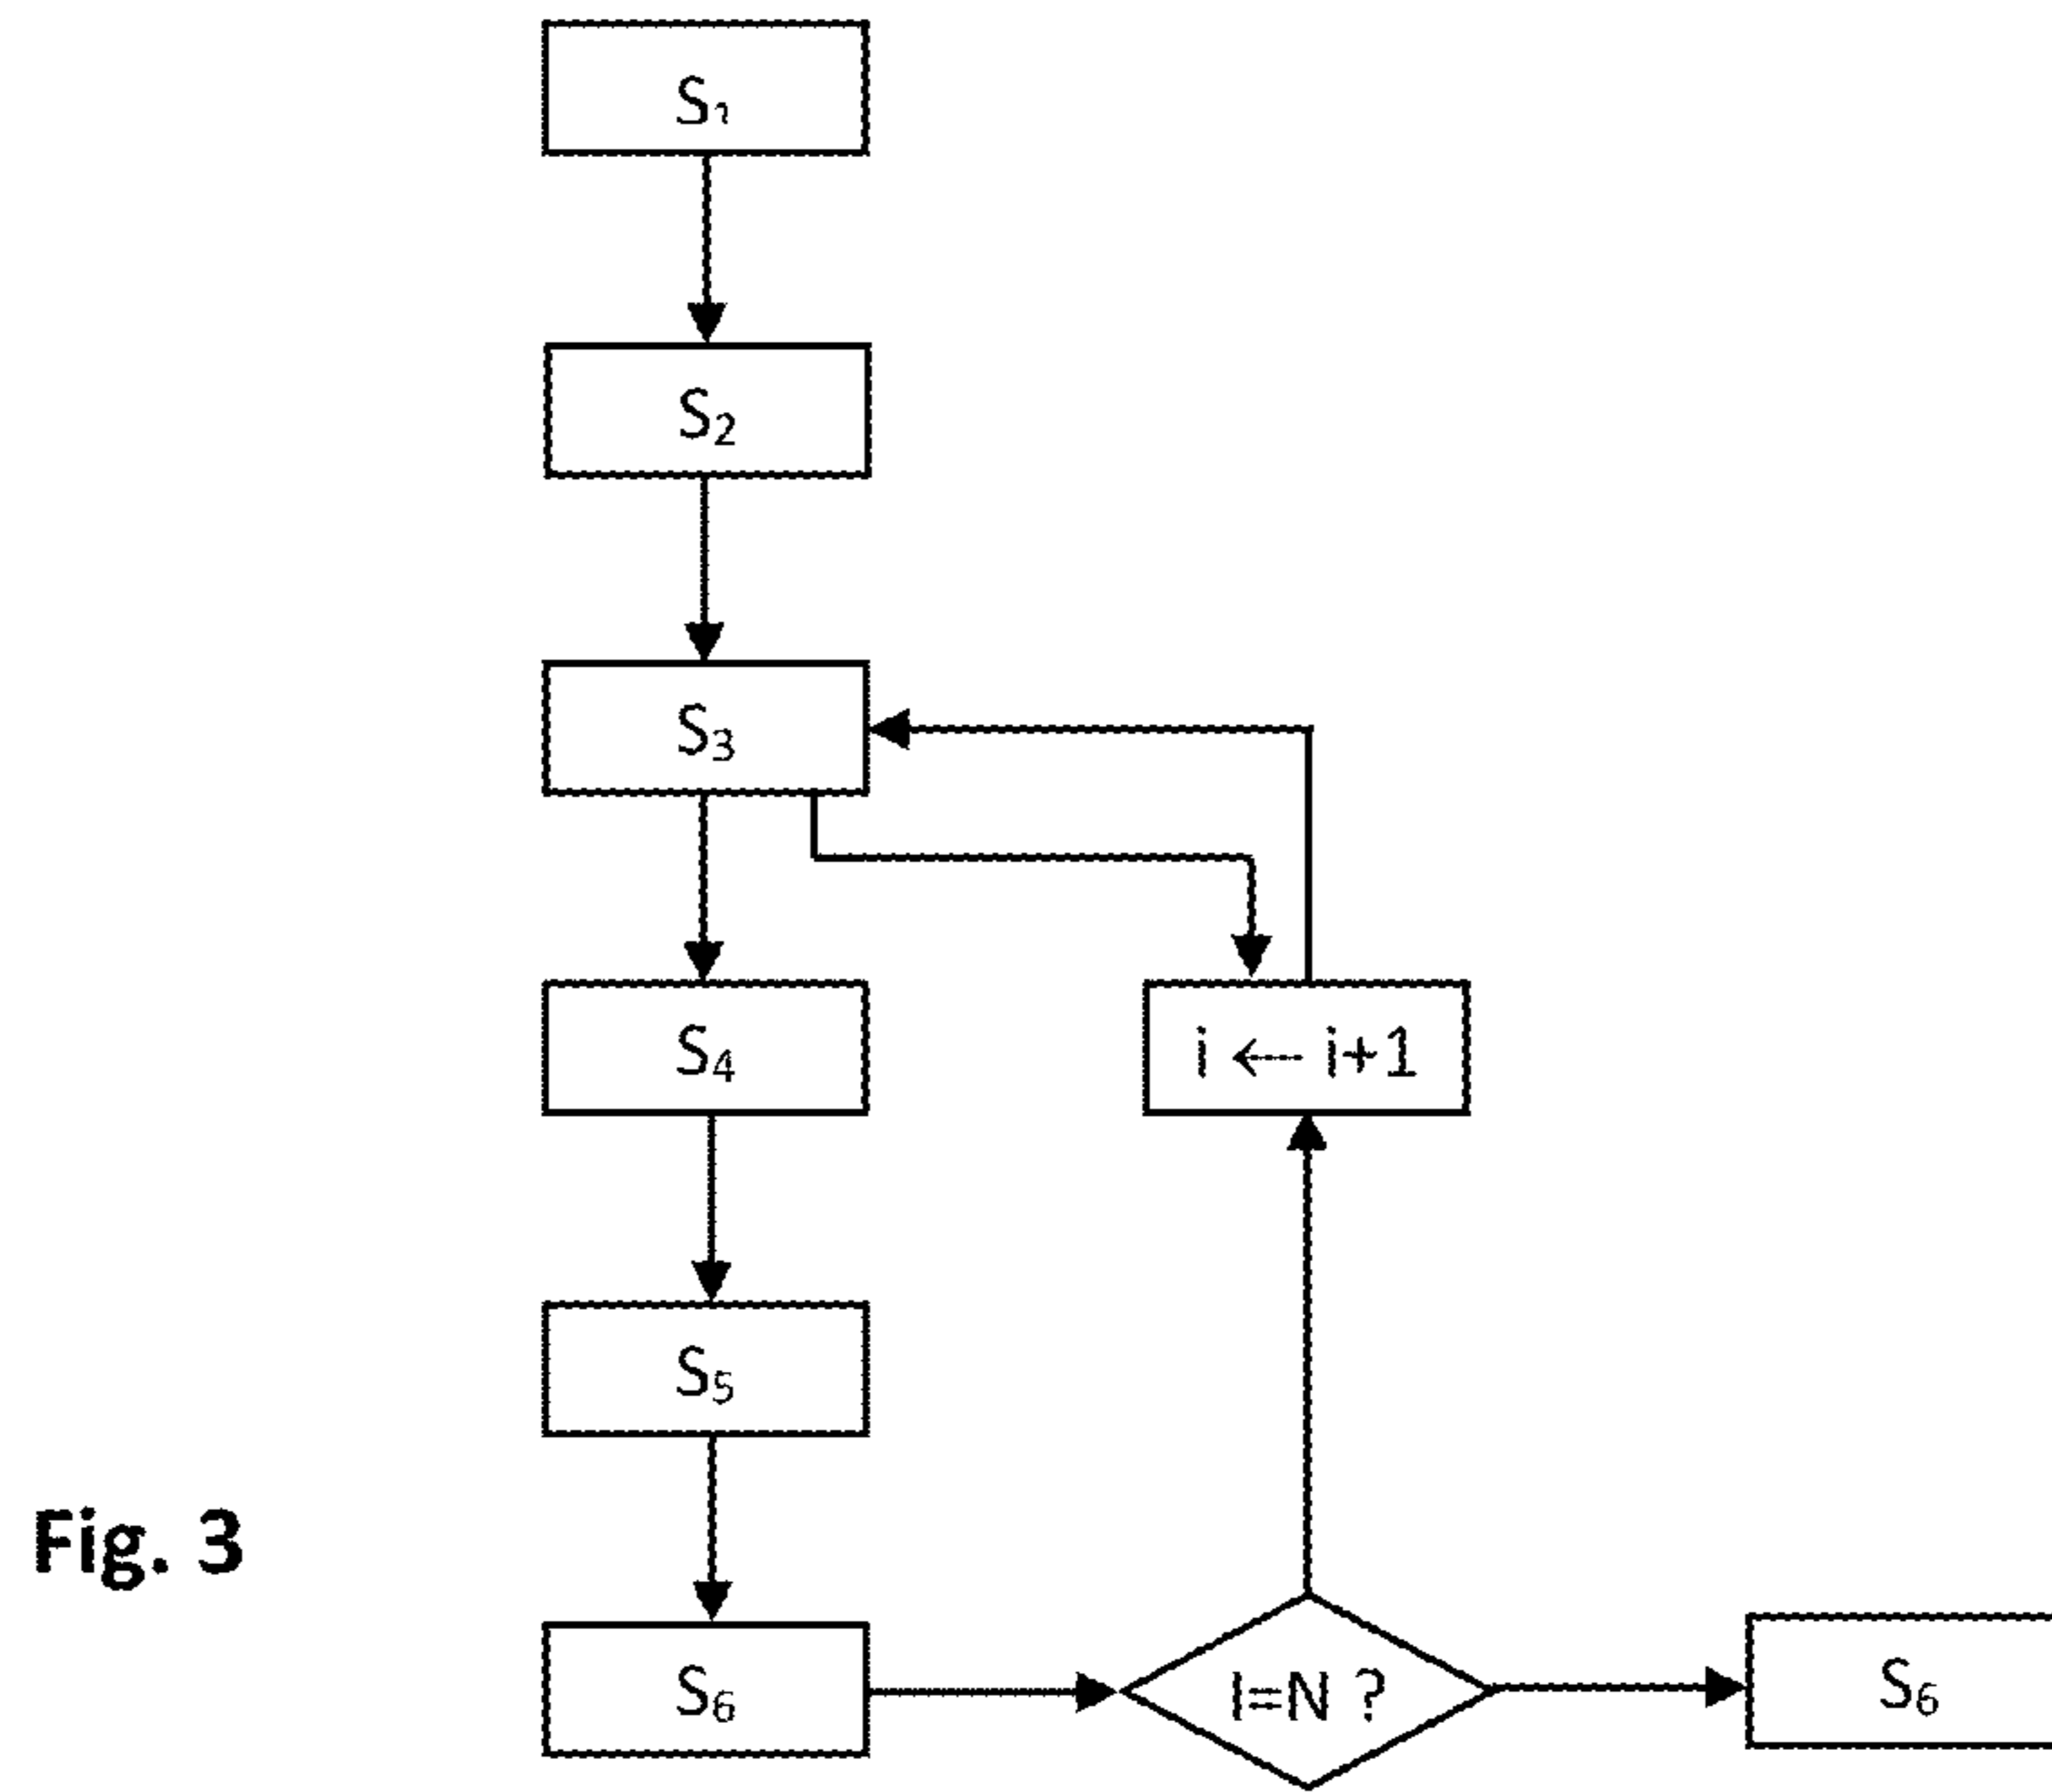 S₁
S₂
S₃
S₄
i ← i+1
S₅
Fig. 3
S₆
I=N ?
S₆